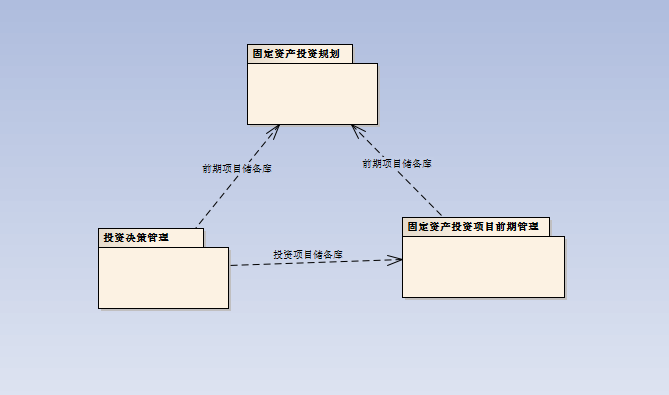 固定资产投资规划
前期项目储备库
前期项目储备库
投资决策管理
固定资产投资项目前期管理
投资项目储备库